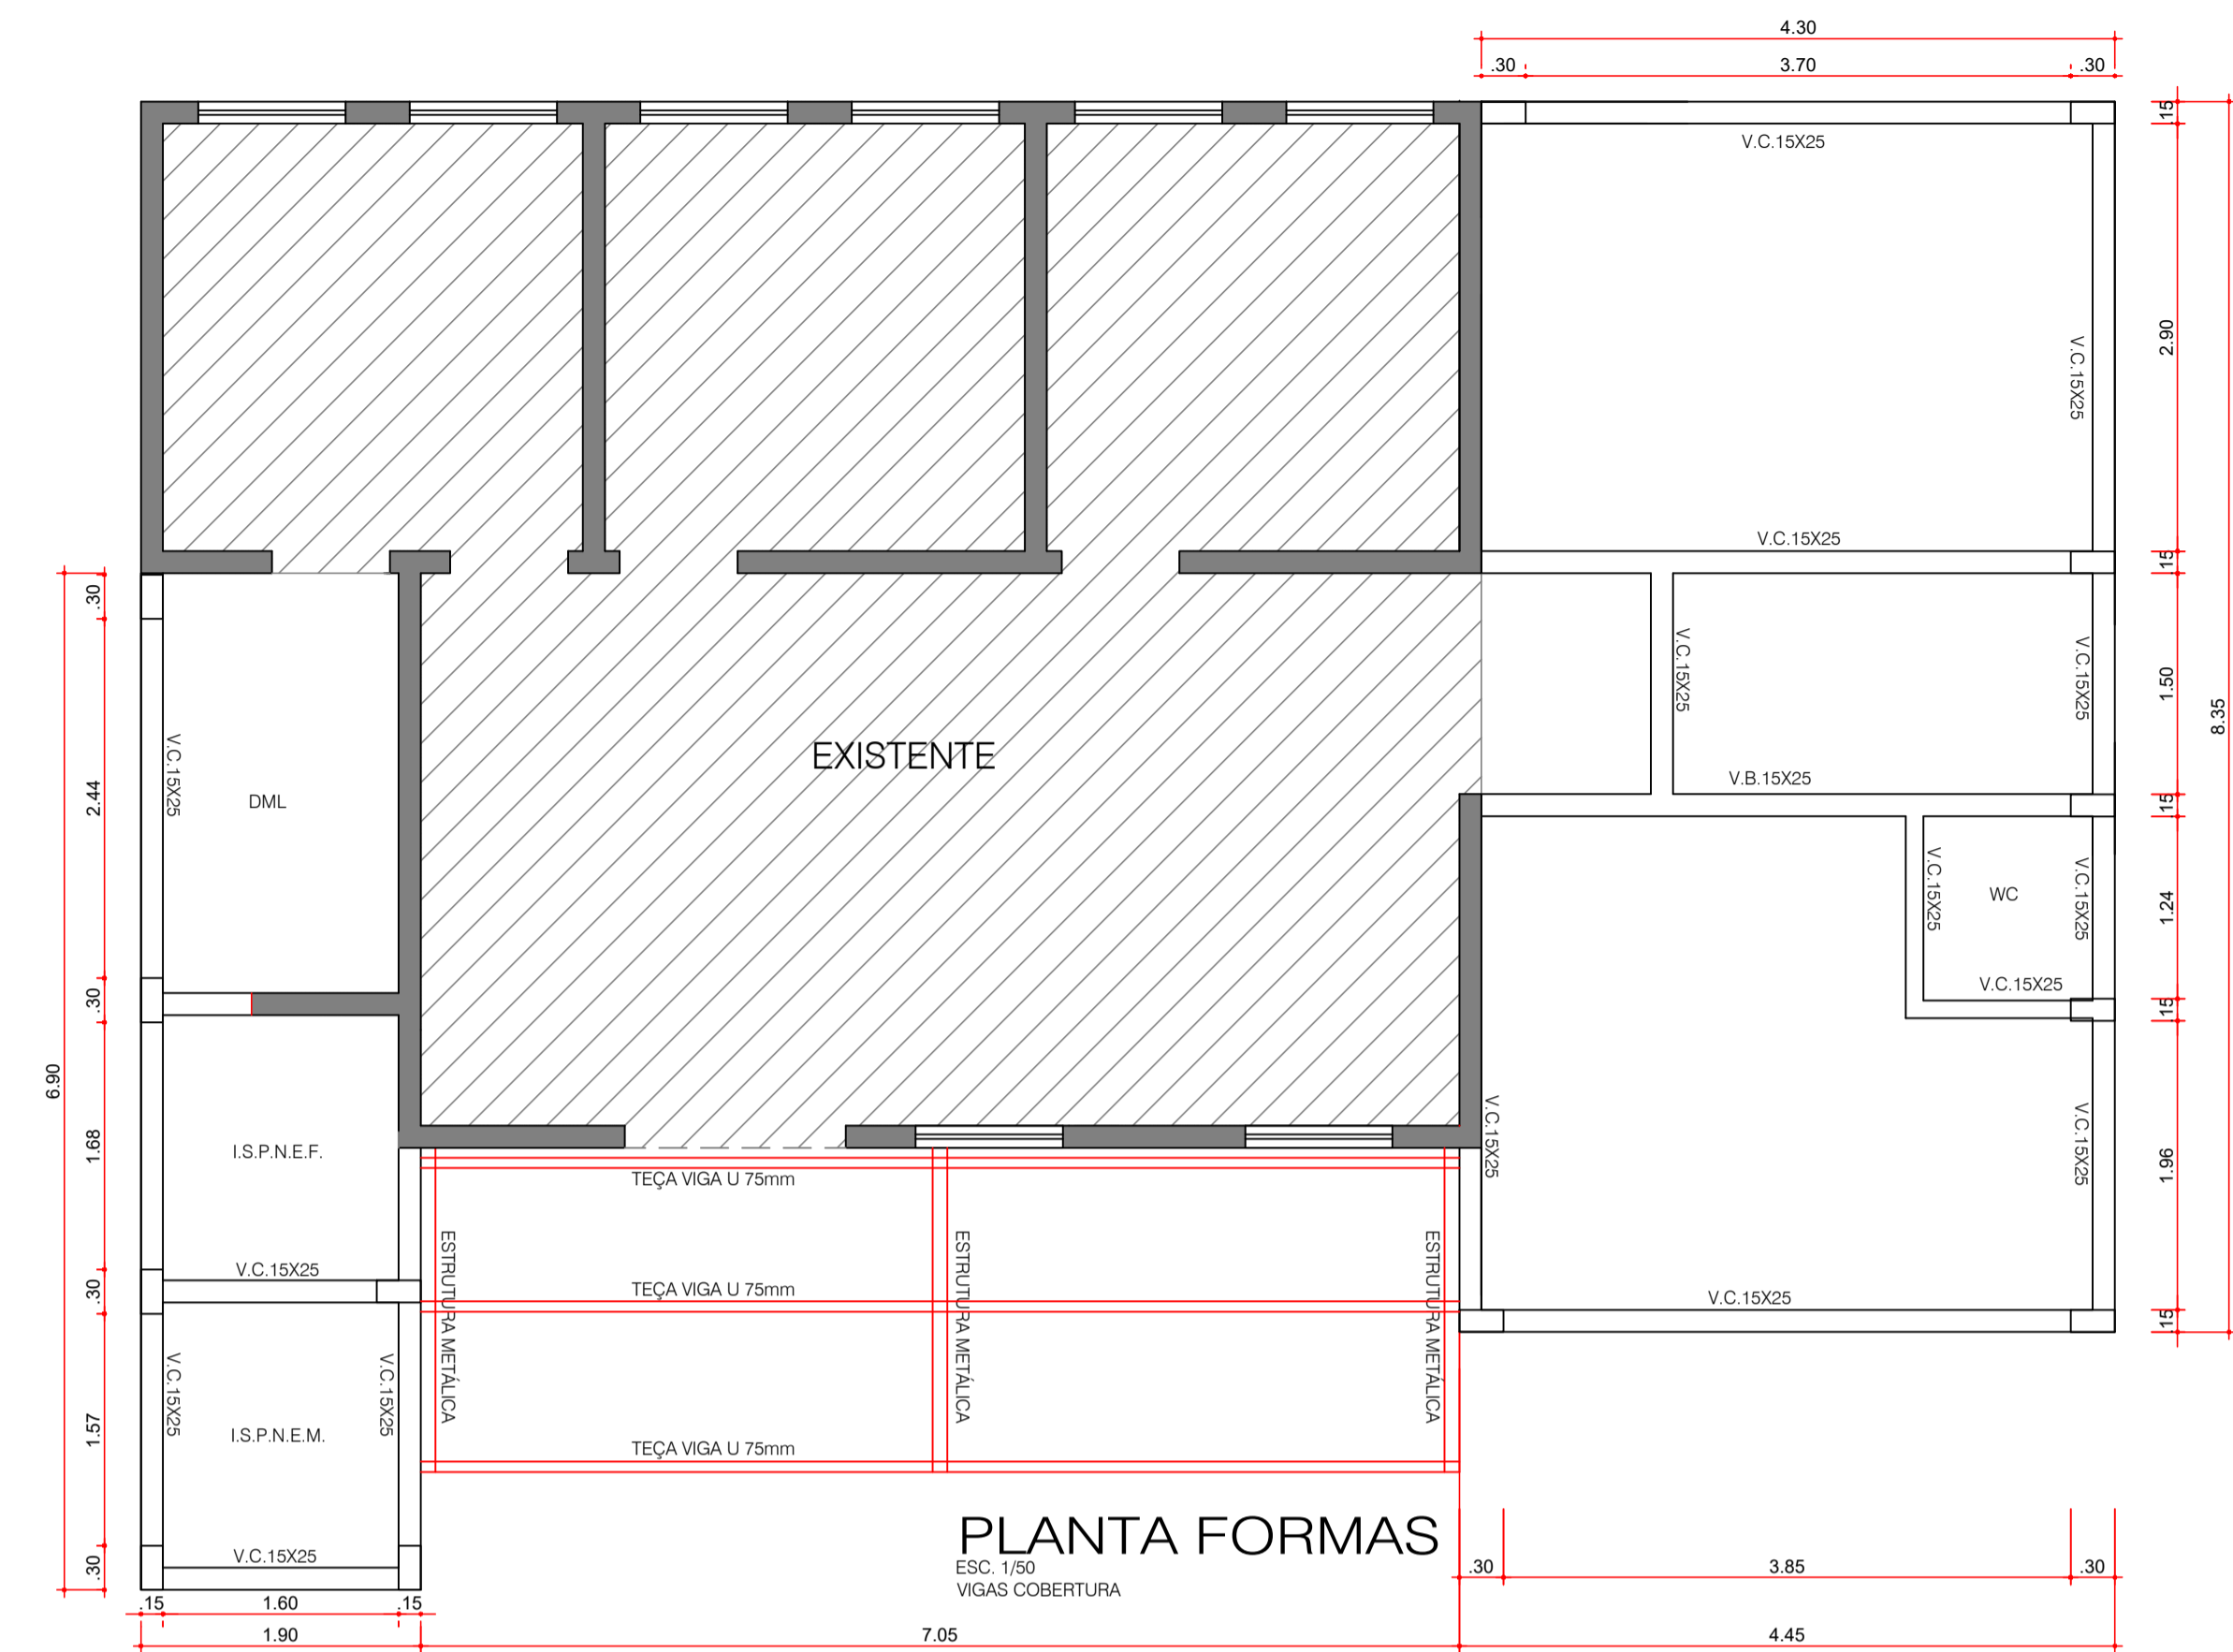 4.30
.30
3.70
.30
.15
V.C.15X25
2.90
V.C.15X25
V.C.15X25
.15
.30
V.C.15X25
V.C.15X25
1.50
8.35
EXISTENTE
V.C.15X25
2.44
DML
V.B.15X25
.15
V.C.15X25
WC
V.C.15X25
1.24
V.C.15X25
.30
.15
6.90
1.68
I.S.P.N.E.F.
TEÇA VIGA U 75mm
V.C.15X25
V.C.15X25
1.96
V.C.15X25
.30
TEÇA VIGA U 75mm
ESTRUTURA METÁLICA
ESTRUTURA METÁLICA
ESTRUTURA METÁLICA
V.C.15X25
.15
V.C.15X25
V.C.15X25
1.57
I.S.P.N.E.M.
TEÇA VIGA U 75mm
PLANTA FORMAS
ESC. 1/50
VIGAS COBERTURA
V.C.15X25
.30
.30
3.85
.30
.15
1.60
.15
1.90
7.05
4.45